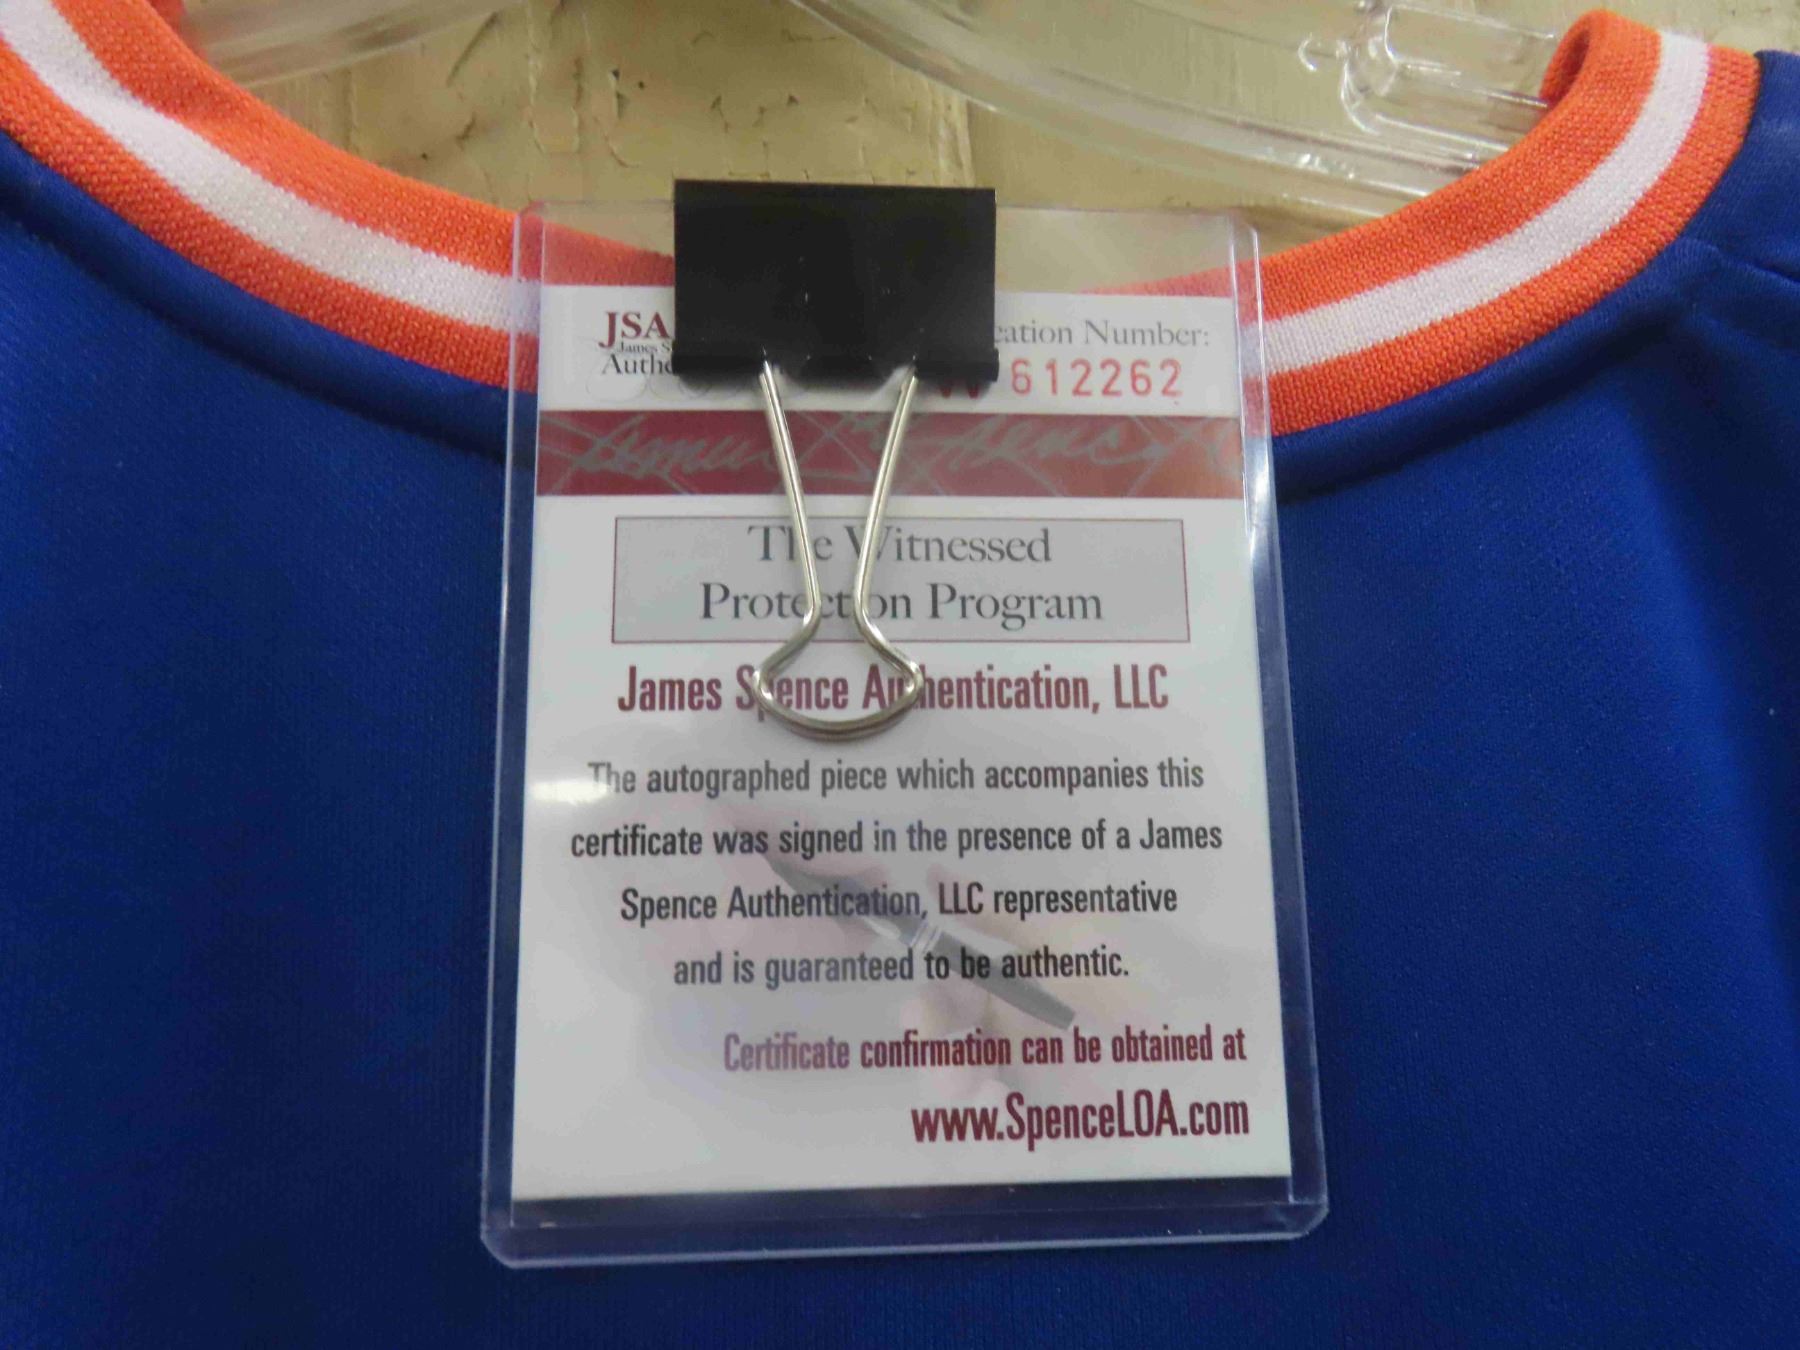 JSA
cation Number:
James S
Authe
612262
The Witnessed
Protection Program
James Spence Authentication, LLC
The autographed piece which accompanies this
certificate was signed in the presence of a James
Spence Authentication, LLC representative
and is guaranteed to be authentic.
Certificate confirmation can be obtained at
www.SpenceLOA.com